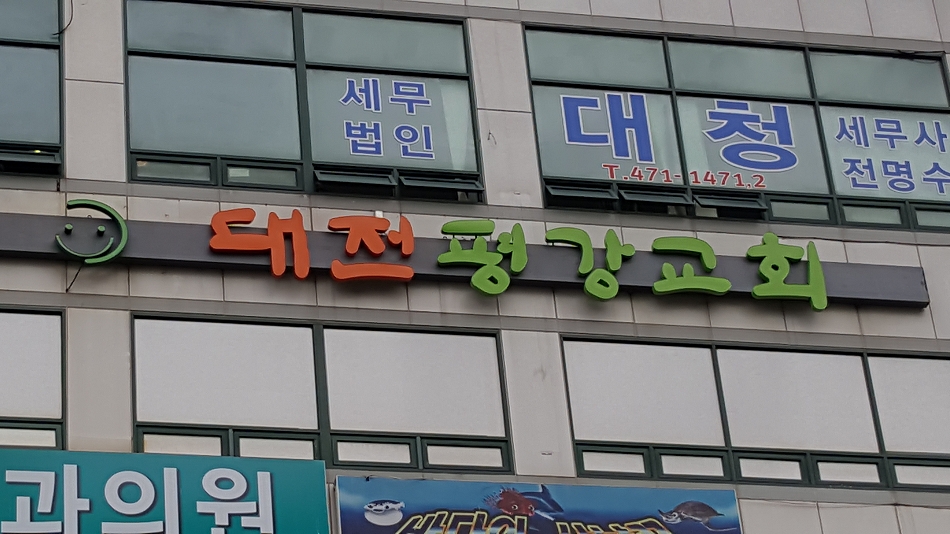 세무
법인
대청
T.471-1471,2
세무사
전명수
대전평강교회
과의원